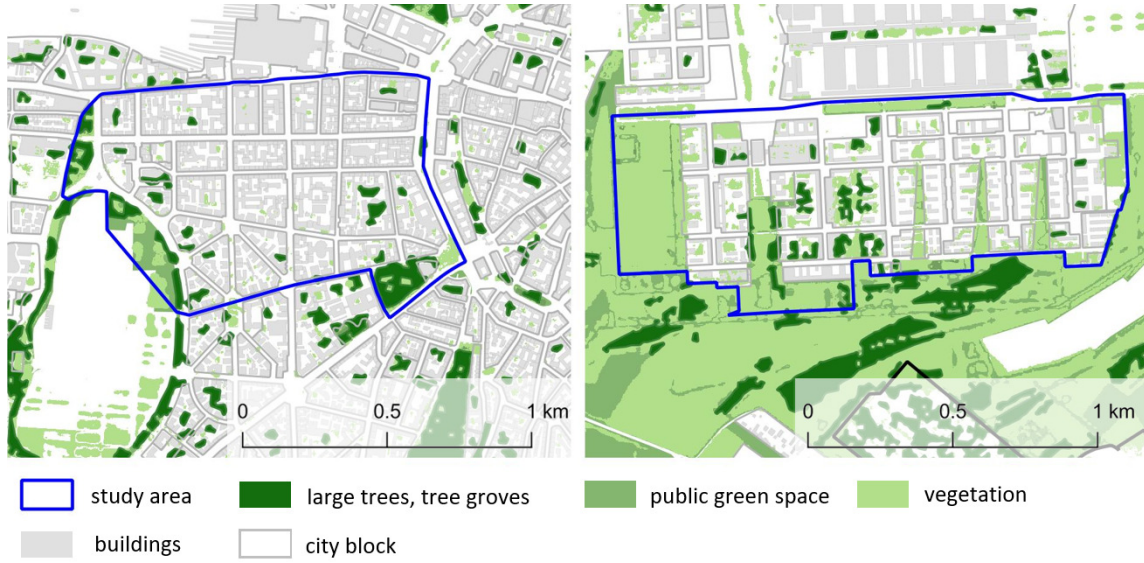 0 0.5 1 km
0 0.5 1 km
study area large trees, tree groves public green space vegetation
buildings city block